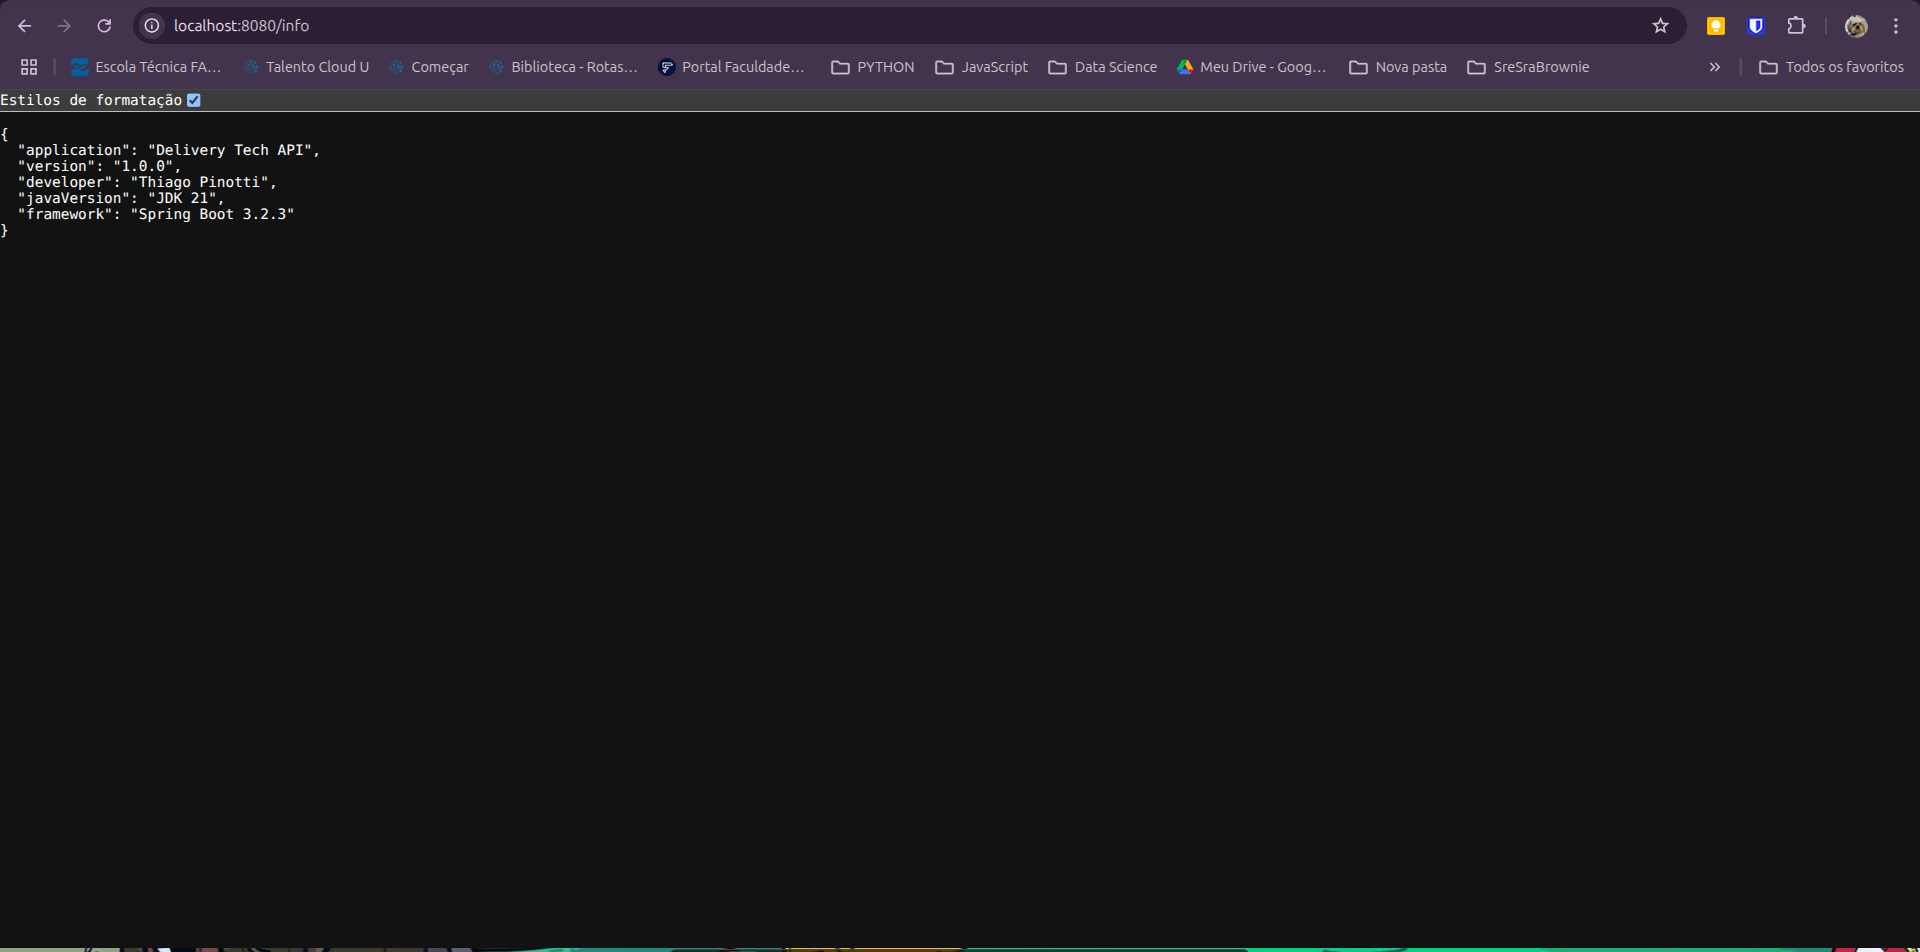 localhost:8080/info
Escola Técnica FA... Talento Cloud U Começar Biblioteca - Rotas... Portal Faculdade... PYTHON JavaScript Data Science Meu Drive - Goog... Nova pasta SreSraBrownie » Todos os favoritos
Estilos de formatação
{
  "application": "Delivery Tech API",
  "version": "1.0.0",
  "developer": "Thiago Pinotti",
  "javaVersion": "JDK 21",
  "framework": "Spring Boot 3.2.3"
}